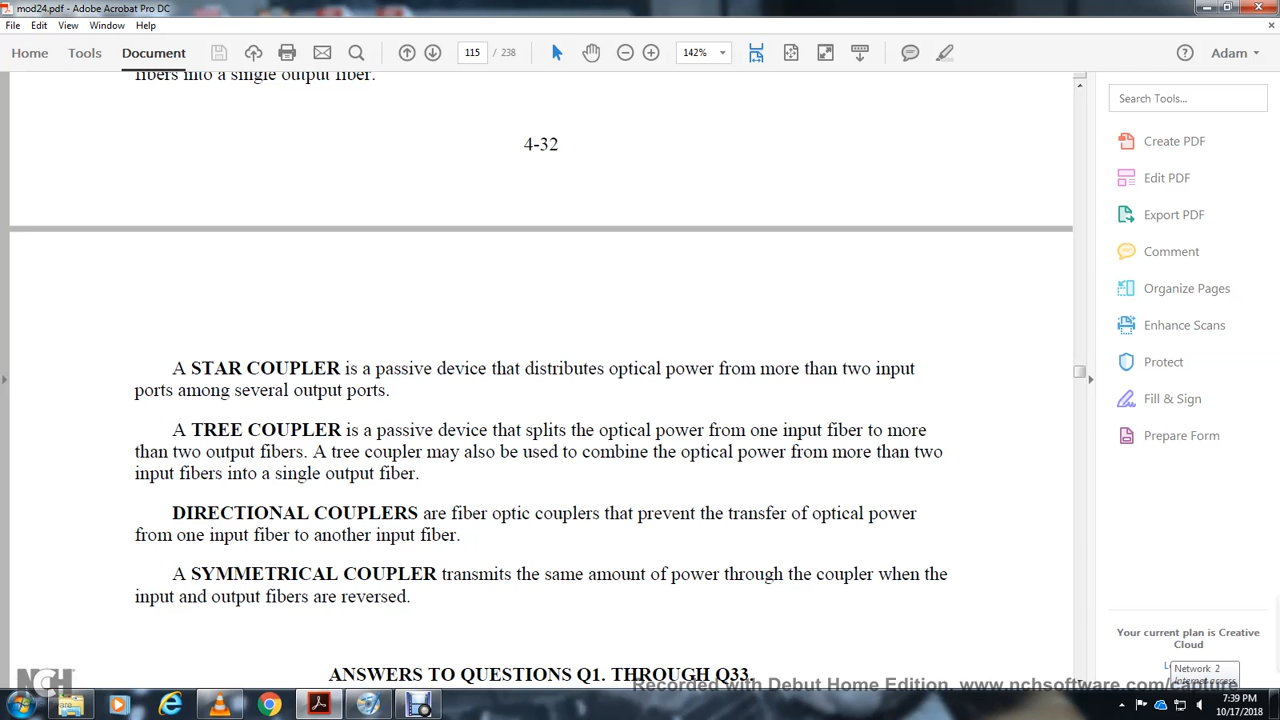 mod24.pdf - Adobe Acrobat Pro DC
File Edit View Window Help
Home Tools Document 115 / 238 142% Adam
fibers into a single output fiber.
4-32
A STAR COUPLER is a passive device that distributes optical power from more than two input
ports among several output ports.
A TREE COUPLER is a passive device that splits the optical power from one input fiber to more
than two output fibers. A tree coupler may also be used to combine the optical power from more than two
input fibers into a single output fiber.
DIRECTIONAL COUPLERS are fiber optic couplers that prevent the transfer of optical power
from one input fiber to another input fiber.
A SYMMETRICAL COUPLER transmits the same amount of power through the coupler when the
input and output fibers are reversed.
ANSWERS TO QUESTIONS Q1. THROUGH Q33.
Search Tools...
Create PDF
Edit PDF
Export PDF
Comment
Organize Pages
Enhance Scans
Protect
Fill & Sign
Prepare Form
Your current plan is Creative
Cloud
Network 2
Internet access
NCH
Recorded with Debut Home Edition. www.nchsoftware.com/capture
7:39 PM
10/17/2018